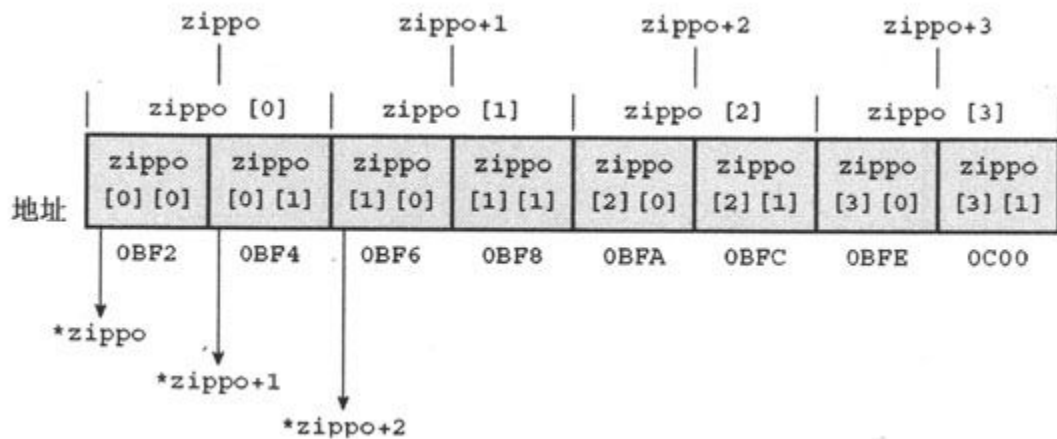 zippo zippo+1 zippo+2 zippo+3
zippo [0] zippo [1] zippo [2] zippo [3]
zippo zippo zippo zippo zippo zippo zippo zippo
[0][0] [0][1] [1][0] [1][1] [2][0] [2][1] [3][0] [3][1]
地址
0BF2 0BF4 0BF6 0BF8 0BFA 0BFC 0BFE 0C00
*zippo
*zippo+1
*zippo+2